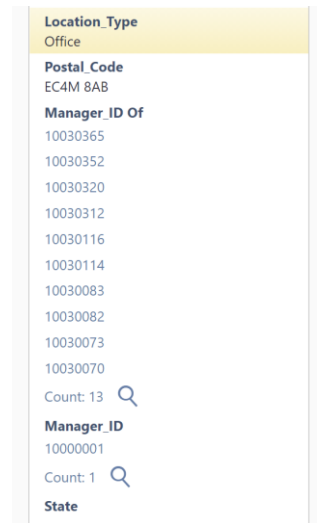 Location_Type
Office
Postal_Code
EC4M 8AB
Manager_ID Of
10030365
10030352
10030320
10030312
10030116
10030114
10030083
10030082
10030073
10030070
Count: 13
Manager_ID
10000001
Count: 1
State